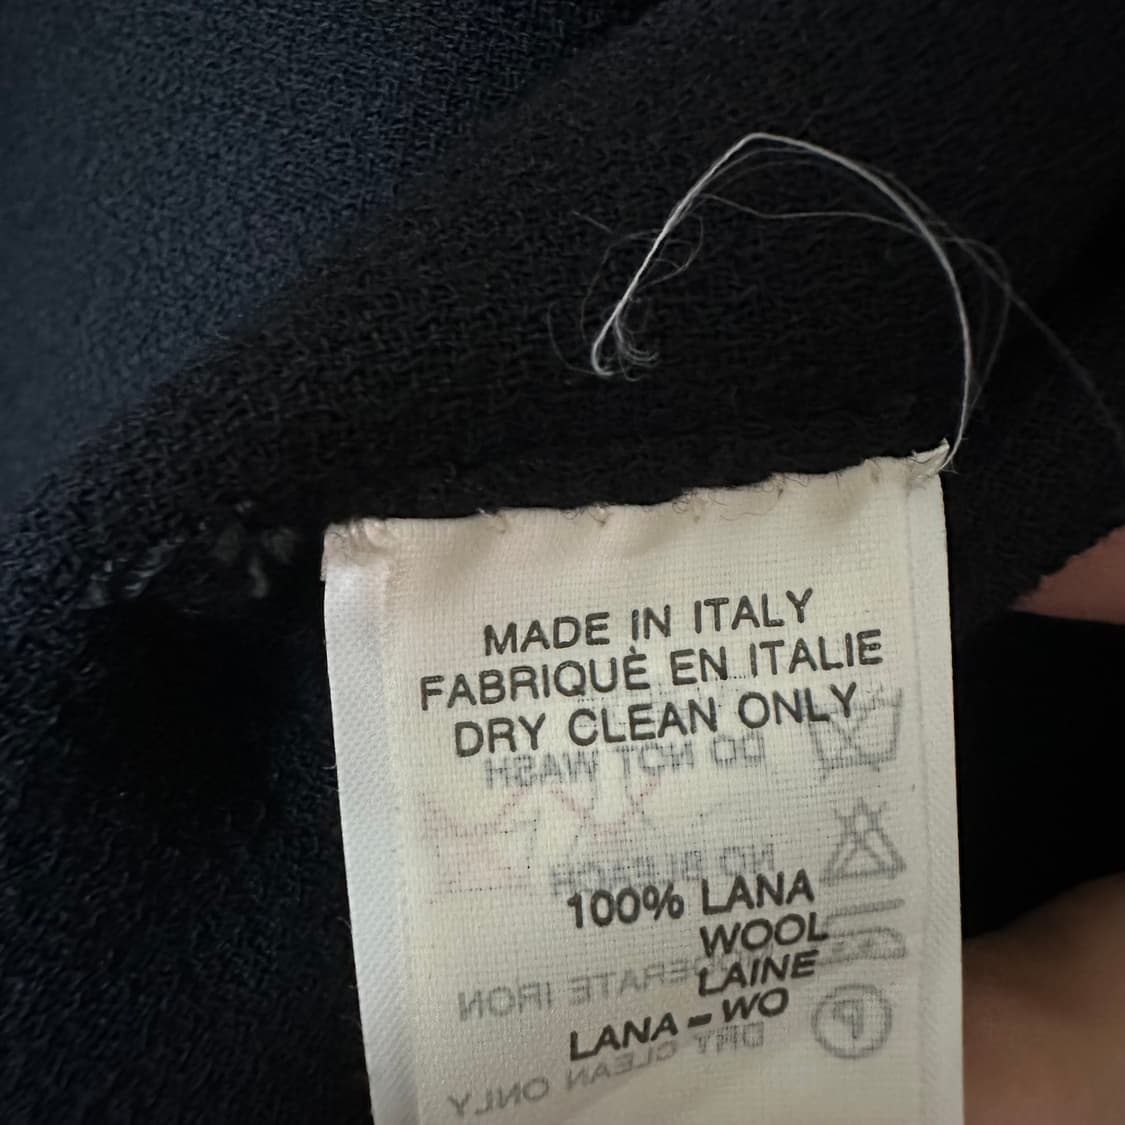 MADE IN ITALY
FABRIQUÈ EN ITALIE
DRY CLEAN ONLY
DO NOT WASH
NO BLEACH
100% LANA
WOOL
LAINE
MODERATE IRON
LANA-WO
P
DRY CLEAN ONLY